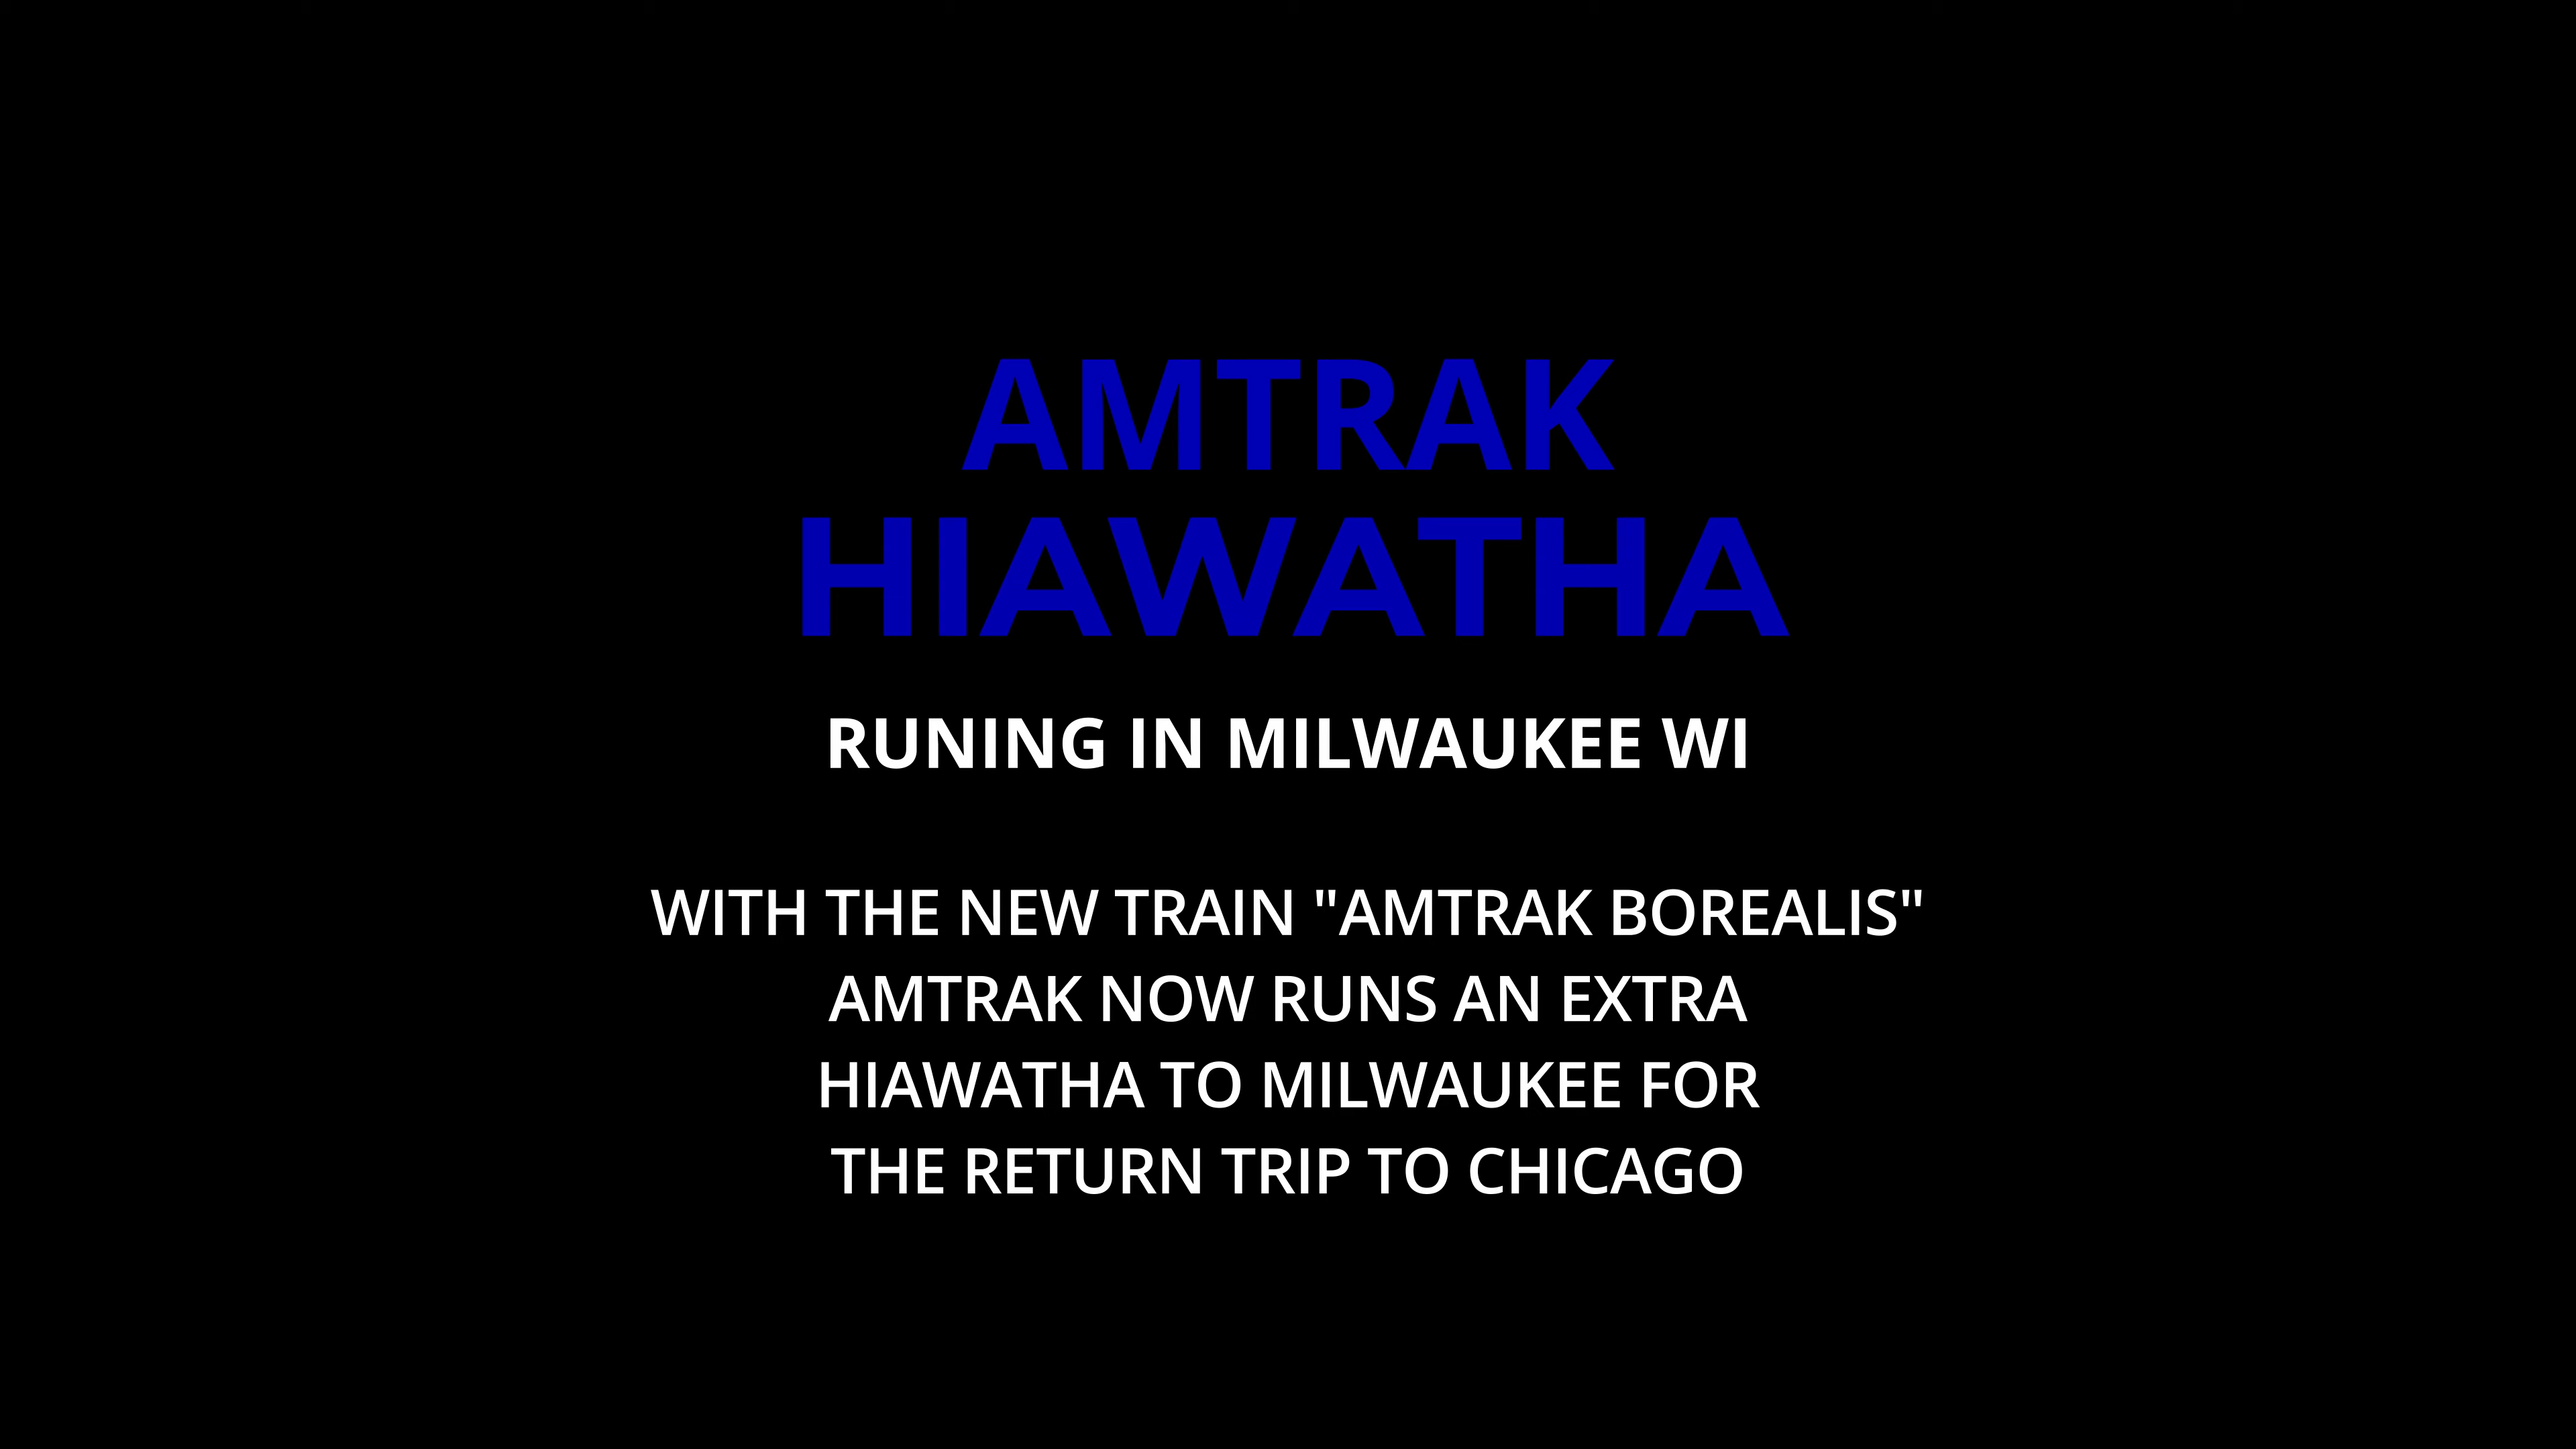 AMTRAK
HIAWATHA
RUNING IN MILWAUKEE WI
WITH THE NEW TRAIN "AMTRAK BOREALIS"
AMTRAK NOW RUNS AN EXTRA
HIAWATHA TO MILWAUKEE FOR
THE RETURN TRIP TO CHICAGO